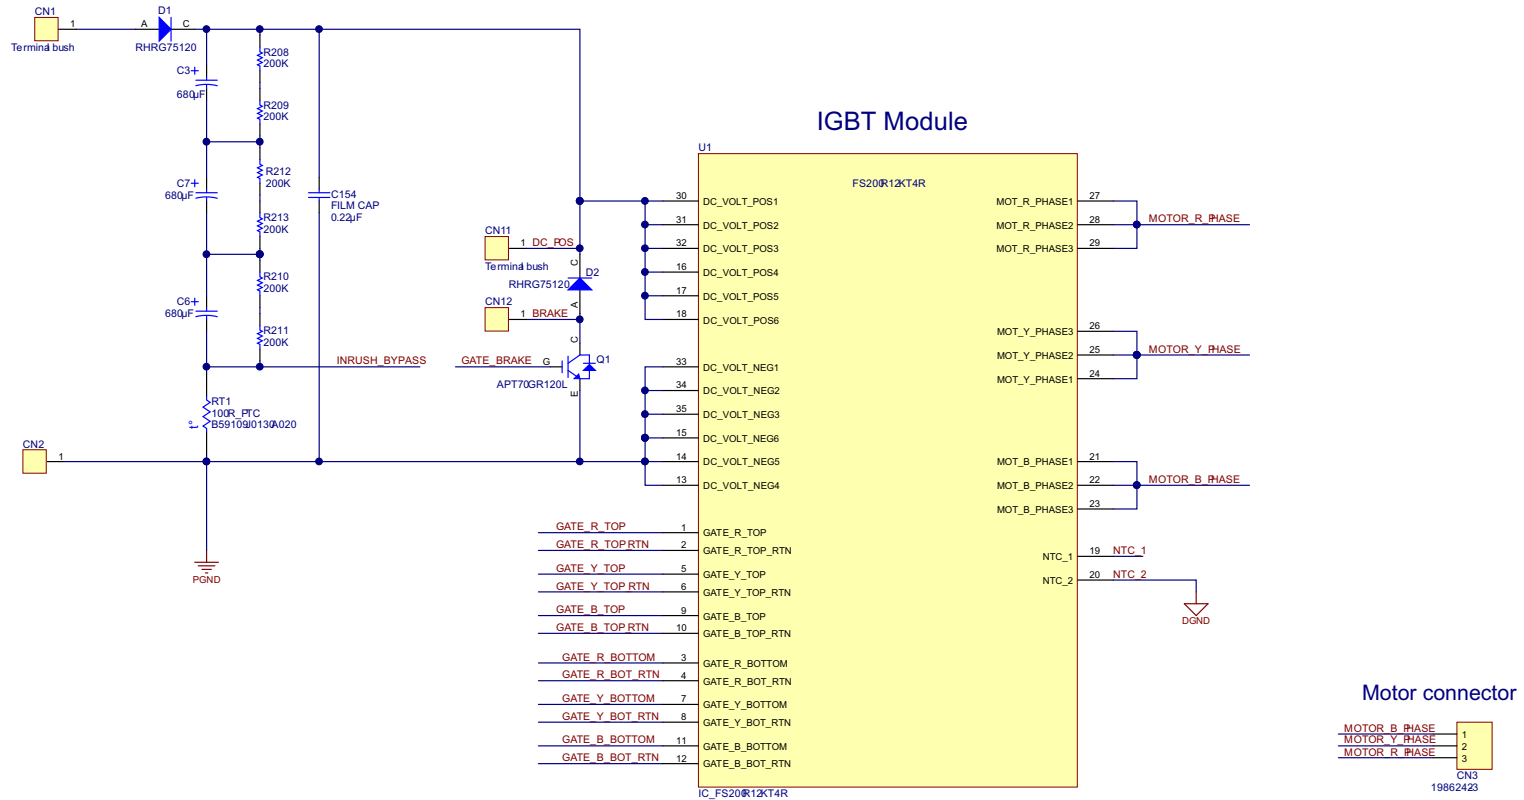 CN1
1
Terminal bush
D1
A
C
RHRG75120
C3
+
680µF
R208
200K
R209
200K
C7
+
680µF
R212
200K
R213
200K
C154
FILM CAP
0.22µF
C6
+
680µF
R210
200K
R211
200K
INRUSH_BYPASS
RT1
100R_PTC
B59109J0130A020
t°
CN2
1
PGND
CN11
1
DC_POS
Terminal bush
C
D2
RHRG75120
A
CN12
1
BRAKE
C
GATE_BRAKE
G
Q1
APT70GR120L
E
IGBT Module
U1
FS200R12KT4R
30
DC_VOLT_POS1
31
DC_VOLT_POS2
32
DC_VOLT_POS3
16
DC_VOLT_POS4
17
DC_VOLT_POS5
18
DC_VOLT_POS6
33
DC_VOLT_NEG1
34
DC_VOLT_NEG2
35
DC_VOLT_NEG3
15
DC_VOLT_NEG6
14
DC_VOLT_NEG5
13
DC_VOLT_NEG4
GATE_R_TOP
1
GATE_R_TOP
GATE_R_TOP_RTN
2
GATE_R_TOP_RTN
GATE_Y_TOP
5
GATE_Y_TOP
GATE_Y_TOP_RTN
6
GATE_Y_TOP_RTN
GATE_B_TOP
9
GATE_B_TOP
GATE_B_TOP_RTN
10
GATE_B_TOP_RTN
GATE_R_BOTTOM
3
GATE_R_BOTTOM
GATE_R_BOT_RTN
4
GATE_R_BOT_RTN
GATE_Y_BOTTOM
7
GATE_Y_BOTTOM
GATE_Y_BOT_RTN
8
GATE_Y_BOT_RTN
GATE_B_BOTTOM
11
GATE_B_BOTTOM
GATE_B_BOT_RTN
12
GATE_B_BOT_RTN
IC_FS200R12KT4R
MOT_R_PHASE1
27
MOT_R_PHASE2
28
MOTOR_R_PHASE
MOT_R_PHASE3
29
MOT_Y_PHASE3
26
MOT_Y_PHASE2
25
MOTOR_Y_PHASE
MOT_Y_PHASE1
24
MOT_B_PHASE1
21
MOT_B_PHASE2
22
MOTOR_B_PHASE
MOT_B_PHASE3
23
NTC_1
19
NTC_1
NTC_2
20
NTC_2
DGND
Motor connector
MOTOR_B_PHASE
1
MOTOR_Y_PHASE
2
MOTOR_R_PHASE
3
CN3
1986242-3